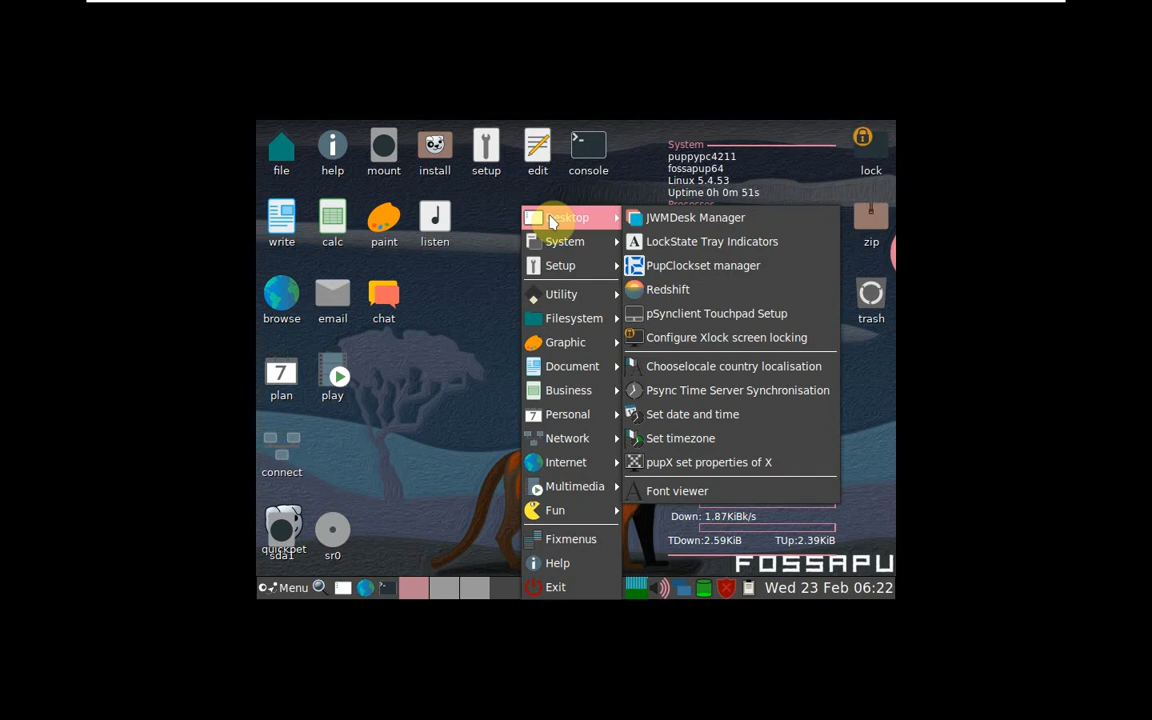 file
help
mount
install
setup
edit
console
System
puppypc4211
fossapup64
Linux 5.4.53
Uptime 0h 0m 51s
lock
write
calc
paint
listen
zip
browse
email
chat
trash
plan
play
connect
quickpet
sda1
sr0
System
Setup
Utility
Filesystem
Graphic
Document
Business
Personal
Network
Internet
Multimedia
Fun
Fixmenus
Help
Exit
JWMDesk Manager
LockState Tray Indicators
PupClockset manager
Redshift
pSynclient Touchpad Setup
Configure Xlock screen locking
Chooselocale country localisation
Psync Time Server Synchronisation
Set date and time
Set timezone
pupX set properties of X
Font viewer
Down: 1.87KiBk/s
TDown:2.59KiB TUp:2.39KiB
FOSSAPU
Menu
Wed 23 Feb 06:22